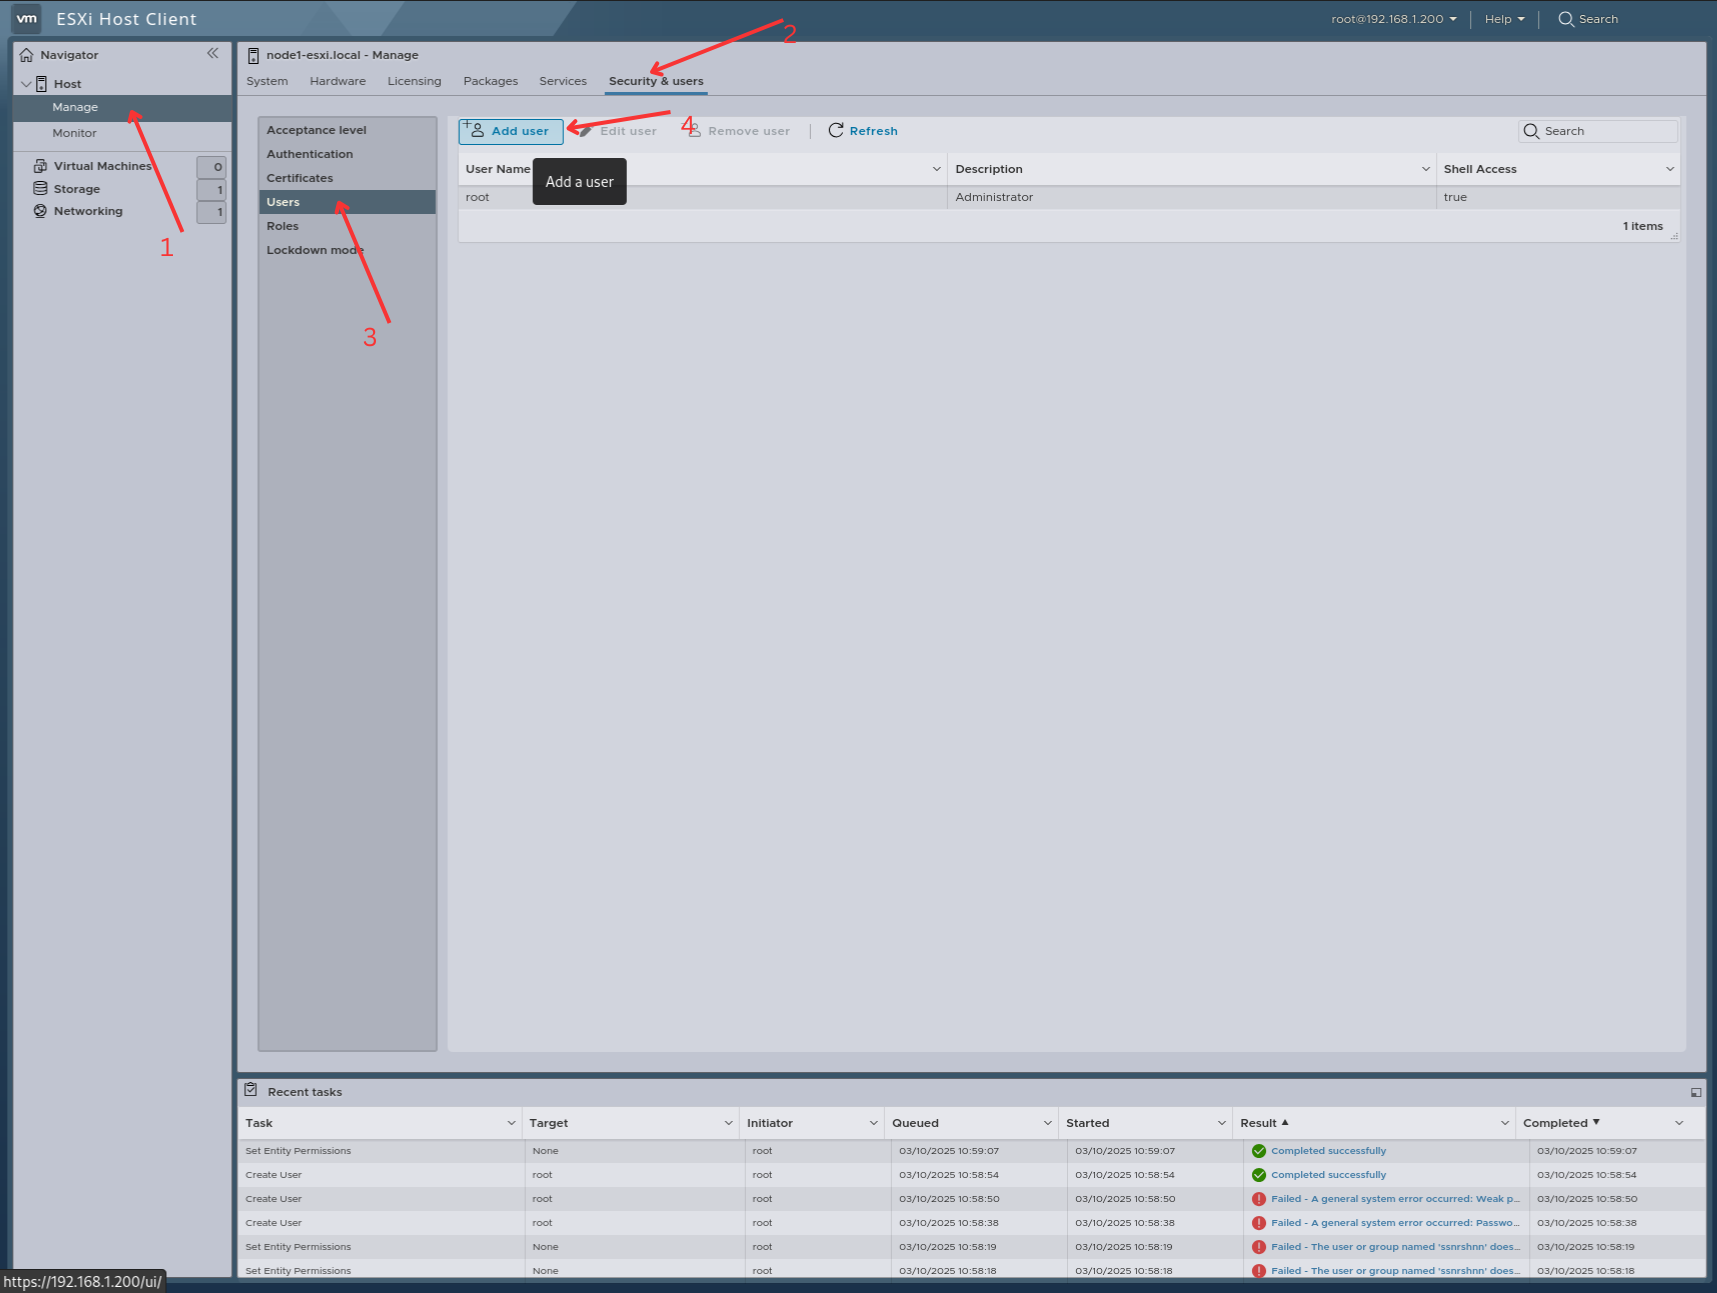 vm ESXi Host Client
root@192.168.1.200 Help Search
Navigator
Host
Manage
Monitor
Virtual Machines 0
Storage 1
Networking 1
1
node1-esxi.local - Manage
System Hardware Licensing Packages Services Security & users
2
Acceptance level
Authentication
Certificates
Users
Roles
Lockdown mode
3
Add user Edit user Remove user Refresh
4
Search
Add a user
User Name Description Shell Access
root Administrator true
1 items
Recent tasks
Task Target Initiator Queued Started Result Completed
Set Entity Permissions None root 03/10/2025 10:59:07 03/10/2025 10:59:07 Completed successfully 03/10/2025 10:59:07
Create User root root 03/10/2025 10:58:54 03/10/2025 10:58:54 Completed successfully 03/10/2025 10:58:54
Create User root root 03/10/2025 10:58:50 03/10/2025 10:58:50 Failed - A general system error occurred: Weak p... 03/10/2025 10:58:50
Create User root root 03/10/2025 10:58:38 03/10/2025 10:58:38 Failed - A general system error occurred: Passwo... 03/10/2025 10:58:38
Set Entity Permissions None root 03/10/2025 10:58:19 03/10/2025 10:58:19 Failed - The user or group named 'ssnrshnn' does... 03/10/2025 10:58:19
Set Entity Permissions None root 03/10/2025 10:58:18 03/10/2025 10:58:18 Failed - The user or group named 'ssnrshnn' does... 03/10/2025 10:58:18
https://192.168.1.200/ui/